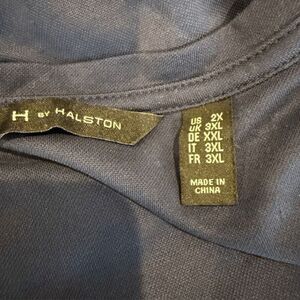 H BY HALSTON
US 2X
UK 3XL
DE XXL
IT 3XL
FR 3XL
MADE IN
CHINA